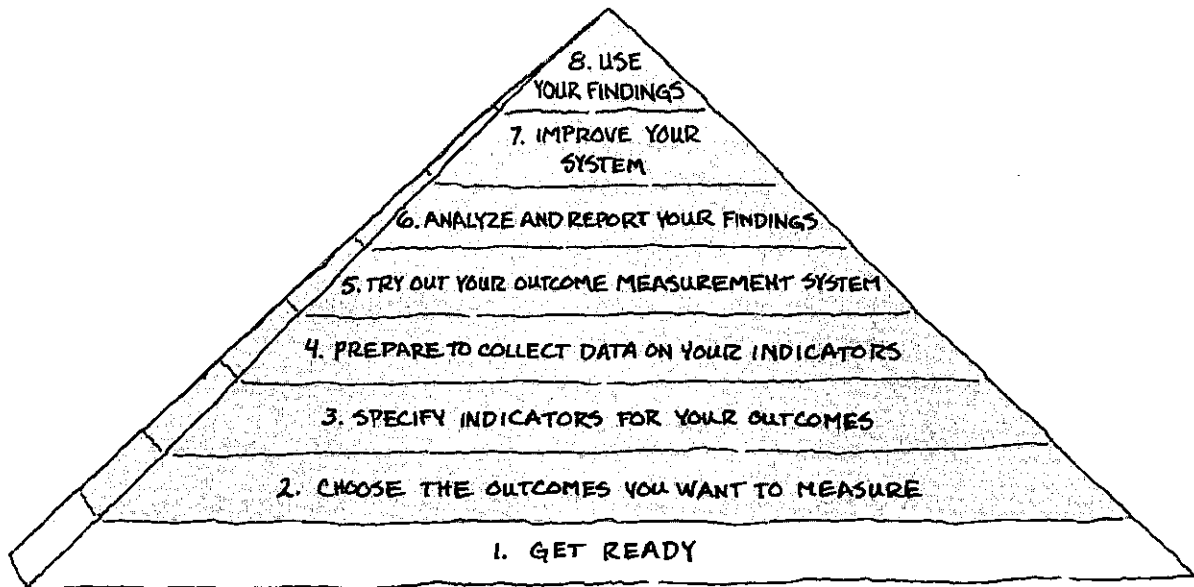 8. USE
YOUR FINDINGS
7. IMPROVE YOUR
SYSTEM
6. ANALYZE AND REPORT YOUR FINDINGS
5. TRY OUT YOUR OUTCOME MEASUREMENT SYSTEM
4. PREPARE TO COLLECT DATA ON YOUR INDICATORS
3. SPECIFY INDICATORS FOR YOUR OUTCOMES
2. CHOOSE THE OUTCOMES YOU WANT TO MEASURE
1. GET READY